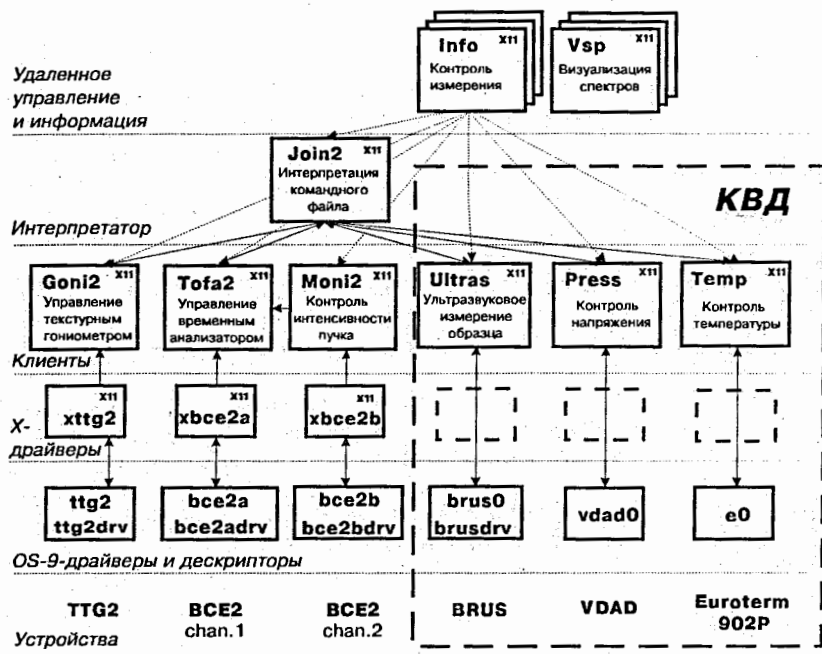 Info X11
Контроль
измерения
Vsp X11
Визуализация
спектров
Удаленное
управление
и информация
Join2 X11
Интерпретация
командного
файла
КВД
Интерпретатор
Goni2 X11
Управление
текстурным
гониометром
Tofa2 X11
Управление
временным
анализатором
Moni2 X11
Контроль
интенсивности
пучка
Ultras X11
Ультразвуковое
измерение
образца
Press X11
Контроль
напряжения
Temp X11
Контроль
температуры
Клиенты
X11
xttg2
X11
xbce2a
X11
xbce2b
X-
драйверы
ttg2
ttg2drv
bce2a
bce2adrv
bce2b
bce2bdrv
brus0
brusdrv
vdad0
e0
OS-9-драйверы и дескрипторы
TTG2
BCE2
chan.1
BCE2
chan.2
BRUS
VDAD
Euroterm
902P
Устройства